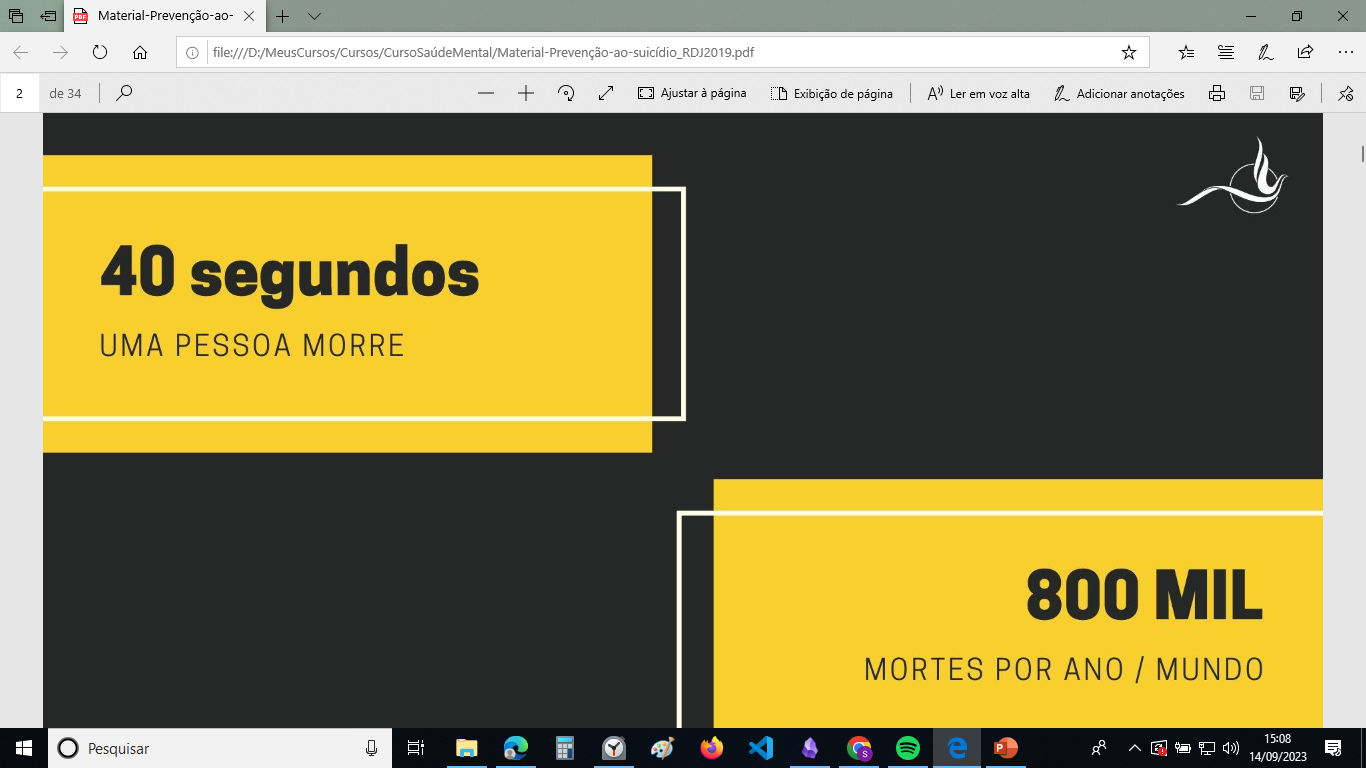 Material-Prevenção-ao-
file:///D:/MeusCursos/Cursos/CursoSaúdeMental/Material-Prevenção-ao-suicídio_RDJ2019.pdf
2 de 34 Ajustar à página Exibição de página Ler em voz alta Adicionar anotações
40 segundos
UMA PESSOA MORRE
800 MIL
MORTES POR ANO / MUNDO
Pesquisar
15:08
14/09/2023